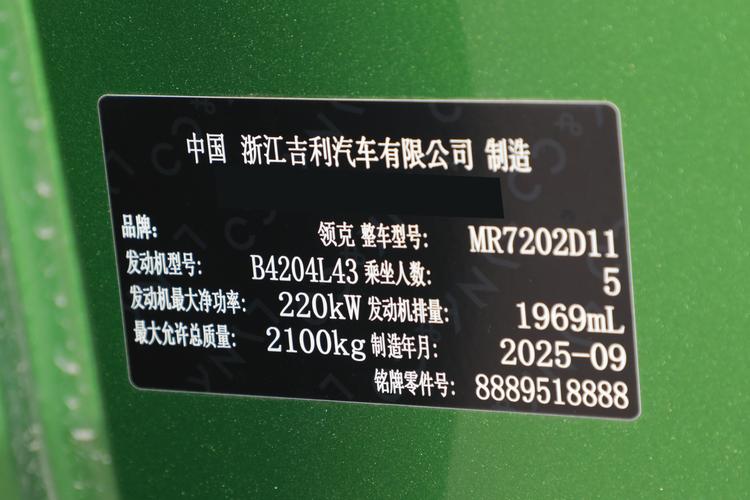 中国 浙江吉利汽车有限公司 制造
品牌: 领克 整车型号: MR7202D11
发动机型号: B4204L43 乘坐人数: 5
发动机最大净功率: 220kW 发动机排量: 1969mL
最大允许总质量: 2100kg 制造年月: 2025-09
铭牌零件号: 8889518888